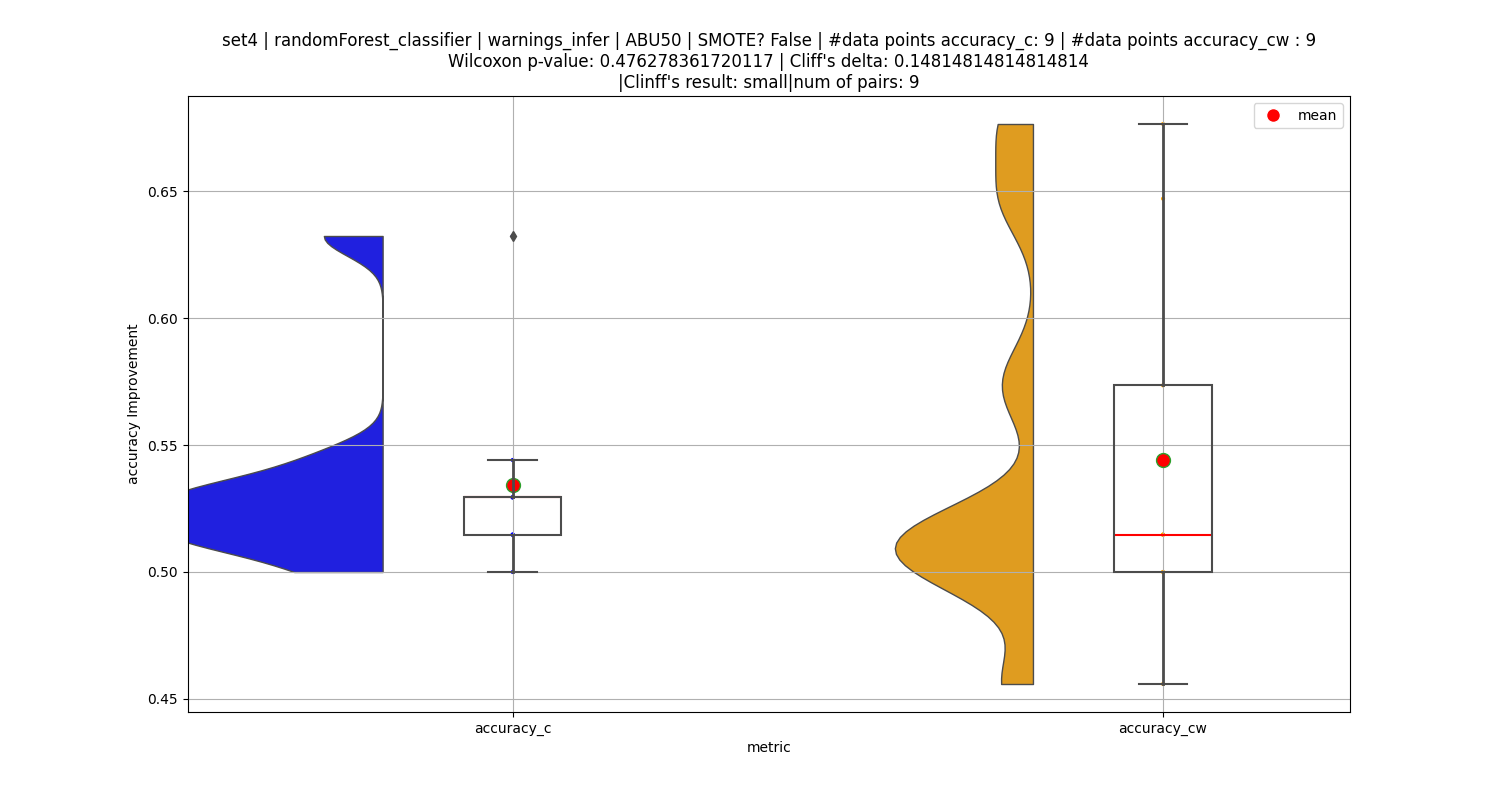 set4 | randomForest_classifier | warnings_infer | ABU50 | SMOTE? False | #data points accuracy_c: 9 | #data points accuracy_cw : 9
Wilcoxon p-value: 0.476278361720117 | Cliff's delta: 0.14814814814814814
|Clinff's result: small|num of pairs: 9
mean
0.65
0.60
0.55
0.50
0.45
accuracy Improvement
accuracy_c
accuracy_cw
metric